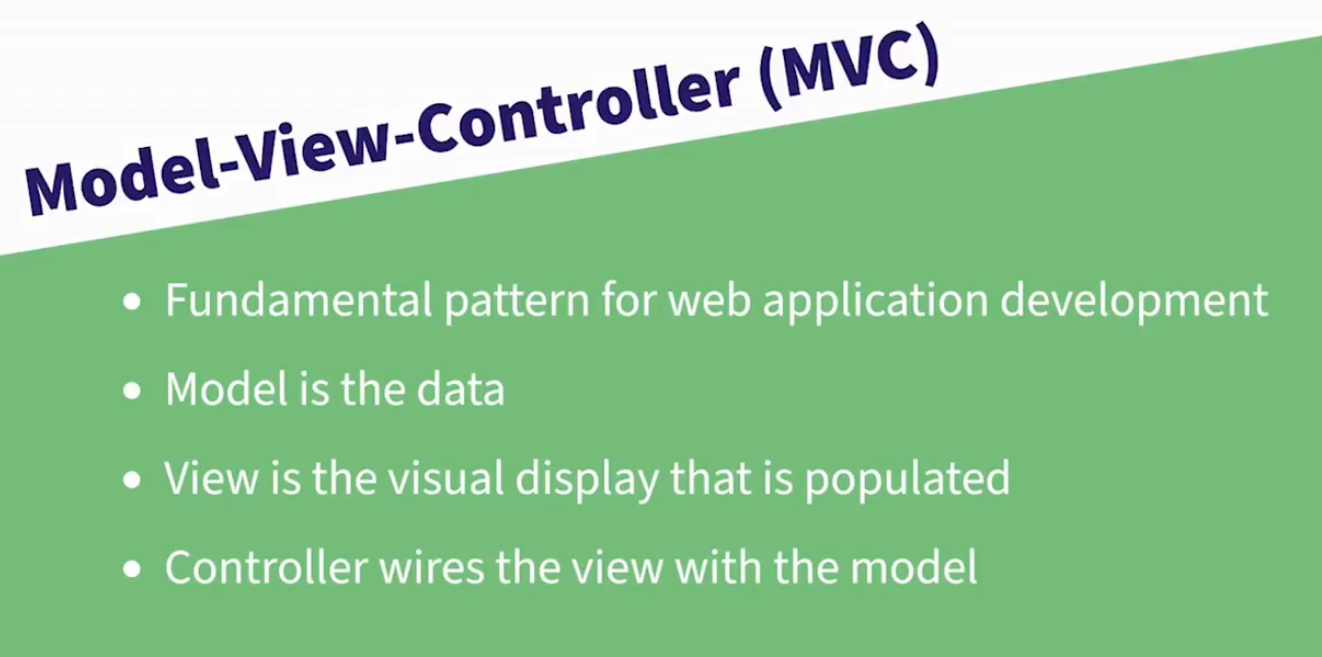 Model-View-Controller (MVC)
• Fundamental pattern for web application development
• Model is the data
• View is the visual display that is populated
• Controller wires the view with the model